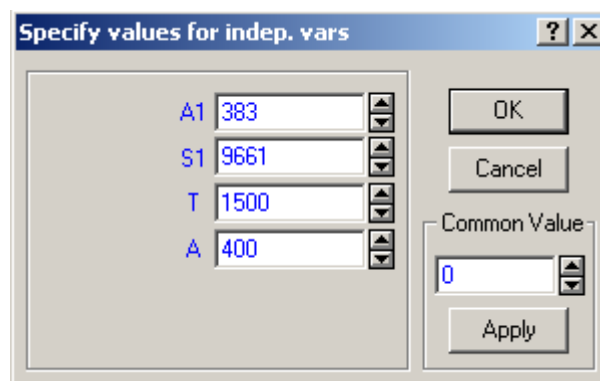 Specify values for indep. vars
A1 383
S1 9661
T 1500
A 400
OK
Cancel
Common Value
0
Apply